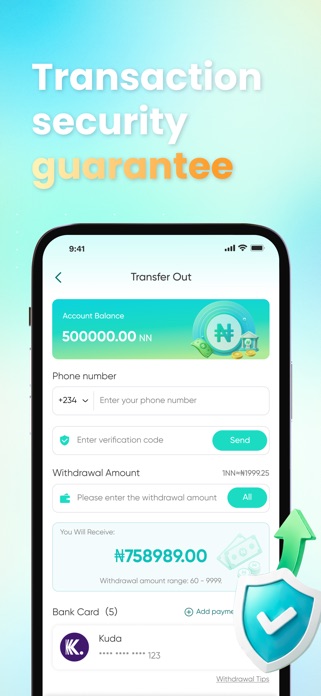 Transaction
security
guarantee
9:41
Transfer Out
Account Balance
500000.00 NN
₦
Phone number
+234 Enter your phone number
Enter verification code Send
Withdrawal Amount 1NN=₦1999.25
Please enter the withdrawal amount All
You Will Receive:
₦758989.00
Withdrawal amount range: 60 ~ 9999.
Bank Card (5) Add payme
K.
Kuda
**** **** **** 123
Withdrawal Tips